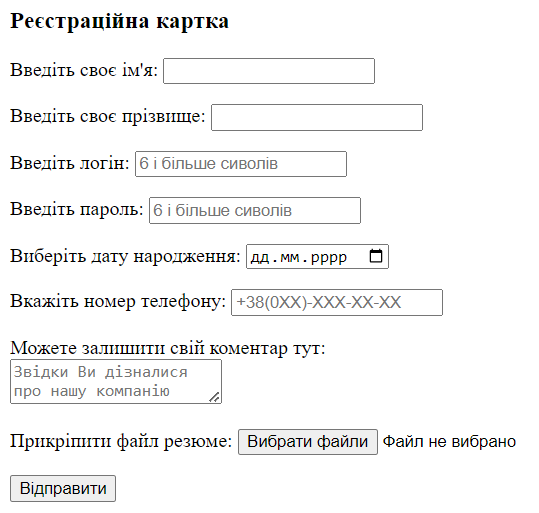 Реєстраційна картка
Введіть своє ім'я:
Введіть своє прізвище:
Введіть логін: 6 і більше сиволів
Введіть пароль: 6 і більше сиволів
Виберіть дату народження: дд.мм.рррр
Вкажіть номер телефону: +38(0XX)-XXX-XX-XX
Можете залишити свій коментар тут:
Звідки Ви дізналися
про нашу компанію
Прикріпити файл резюме: Вибрати файли Файл не вибрано
Відправити